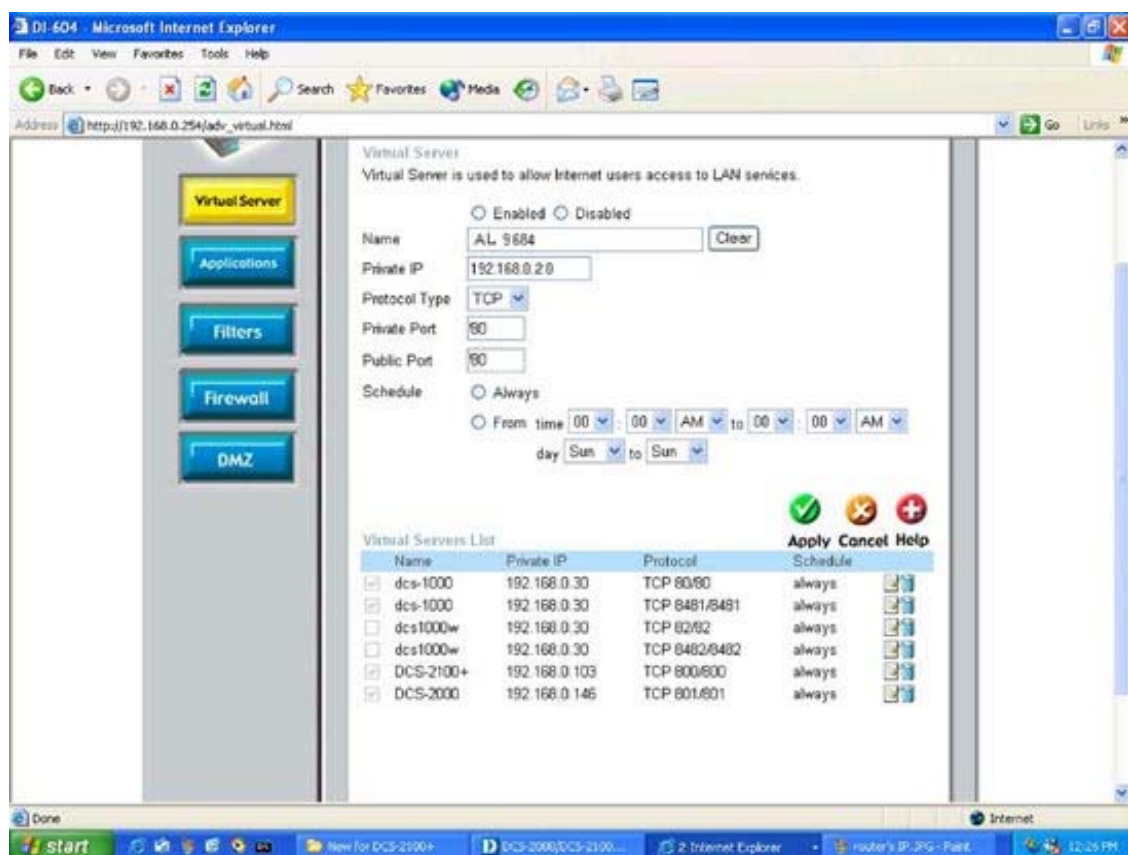 DI-604 - Microsoft Internet Explorer
File Edit View Favorites Tools Help
Back Search Favorites Media
Address http://192.168.0.254/adv_virtual.html Go Links
Virtual Server
Virtual Server is used to allow Internet users access to LAN services.
Enabled Disabled
Name AL 9684 Clear
Private IP 192.168.0.20
Protocol Type TCP
Private Port 80
Public Port 80
Schedule Always
From time 00 : 00 AM to 00 : 00 AM
day Sun to Sun
Virtual Server
Applications
Filters
Firewall
DMZ
Apply Cancel Help
Virtual Servers List
Name Private IP Protocol Schedule
dcs-1000 192.168.0.30 TCP 80/80 always
dcs-1000 192.168.0.30 TCP 8481/8481 always
dcs1000w 192.168.0.30 TCP 82/82 always
dcs1000w 192.168.0.30 TCP 8482/8482 always
DCS-2100+ 192.168.0.103 TCP 800/800 always
DCS-2000 192.168.0.146 TCP 801/801 always
Done Internet
start New for DCS-2100+ DCS-2000/DCS-2100... 2 Internet Explorer router's IP.JPG - Paint 12:26 PM